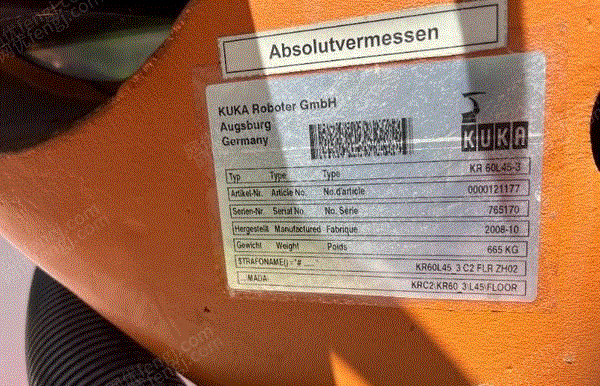 Absolutvermessen
KUKA Roboter GmbH
Augsburg
Germany
KUKA
Typ Type Type KR 60L45-3
Artikel-Nr. Article No. No.d'article 0000121177
Serien-Nr. Serial No. No. Série 765170
Hergestellt Manufactured Fabrique 2008-10
Gewicht Weight Poids 665 KG
$TRAFONAME[]="#......" KR60L45_3 C2 FLR ZH02
...MADA KRC2\KR60_3\L45\FLOOR